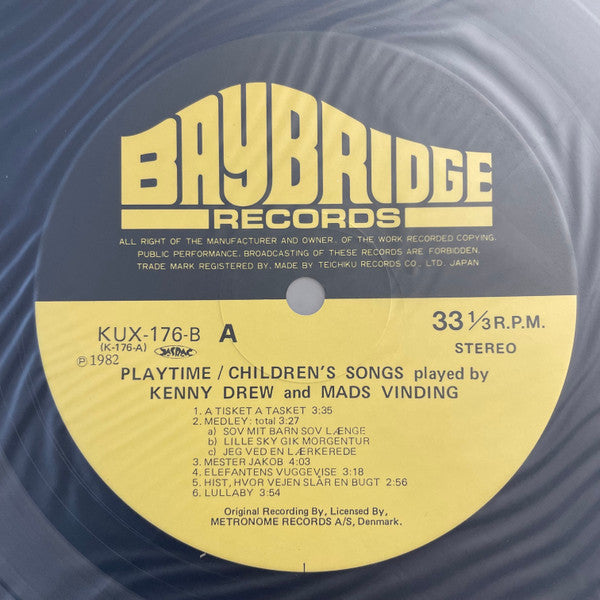 BAYBRIDGE
RECORDS
ALL RIGHT OF THE MANUFACTURER AND OWNER. OF THE WORK RECORDED COPYING.
PUBLIC PERFORMANCE. BROADCASTING OF THESE RECORDS ARE FORBIDDEN.
TRADE MARK REGISTERED BY. MADE BY TEICHIKU RECORDS CO., LTD. JAPAN
KUX-176-B A 33 1/3 R.P.M.
(K-176-A) JASRAC
℗ 1982 STEREO
PLAYTIME / CHILDREN'S SONGS played by
KENNY DREW and MADS VINDING
1. A TISKET A TASKET 3:35
2. MEDLEY: total 3:27
a) SOV MIT BARN SOV LÆNGE
b) LILLE SKY GIK MORGENTUR
c) JEG VED EN LÆRKEREDE
3. MESTER JAKOB 4:03
4. ELEFANTENS VUGGEVISE 3:18
5. HIST, HVOR VEJEN SLÅR EN BUGT 2:56
6. LULLABY 3:54
Original Recording By, Licensed By,
METRONOME RECORDS A/S, Denmark.